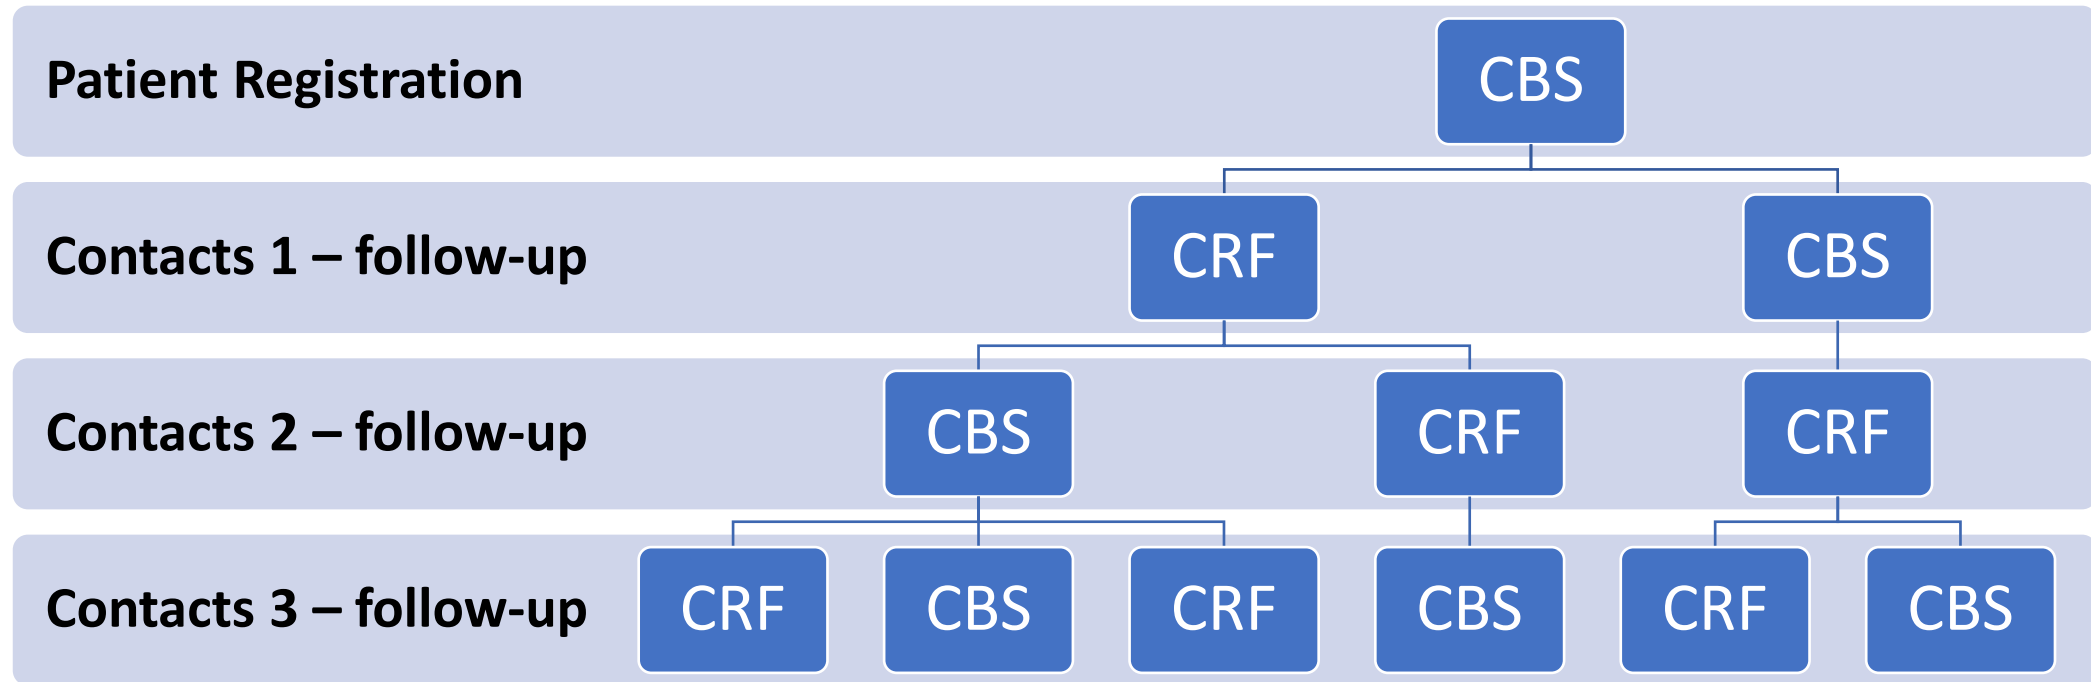 Patient Registration
CBS
Contacts 1 – follow-up
CRF
CBS
Contacts 2 – follow-up
CBS
CRF
CRF
Contacts 3 – follow-up
CRF
CBS
CRF
CBS
CRF
CBS